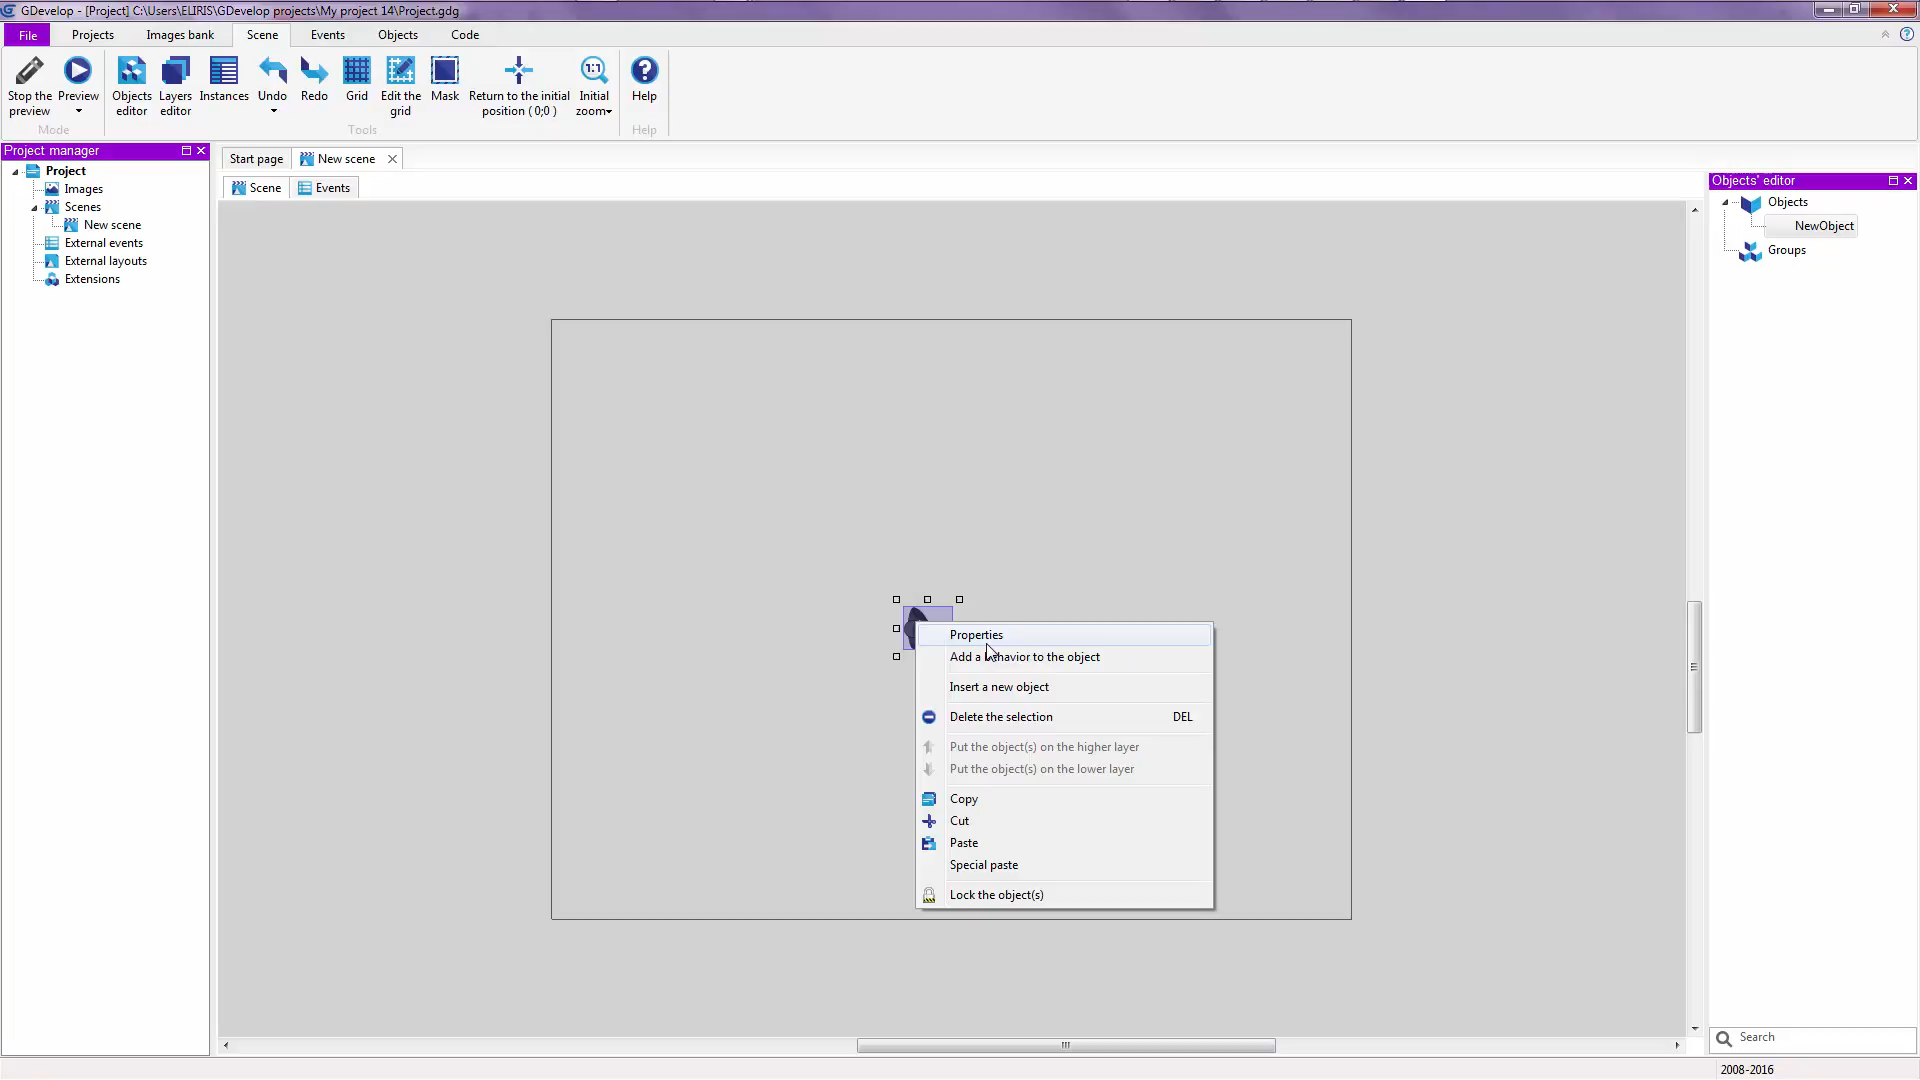 GDevelop - [Project] C:\Users\ELIRIS\GDevelop projects\My project 14\Project.gdg
File Projects Images bank Scene Events Objects Code
Stop the preview
Preview
Objects editor
Layers editor
Instances
Undo
Redo
Grid
Edit the grid
Mask
Return to the initial position ( 0;0 )
Initial zoom
Help
Mode Tools Help
Project manager
Project
Images
Scenes
New scene
External events
External layouts
Extensions
Start page New scene
Scene Events
Properties
Add a behavior to the object
Insert a new object
Delete the selection DEL
Put the object(s) on the higher layer
Put the object(s) on the lower layer
Copy
Cut
Paste
Special paste
Lock the object(s)
Objects' editor
Objects
NewObject
Groups
Search
2008-2016